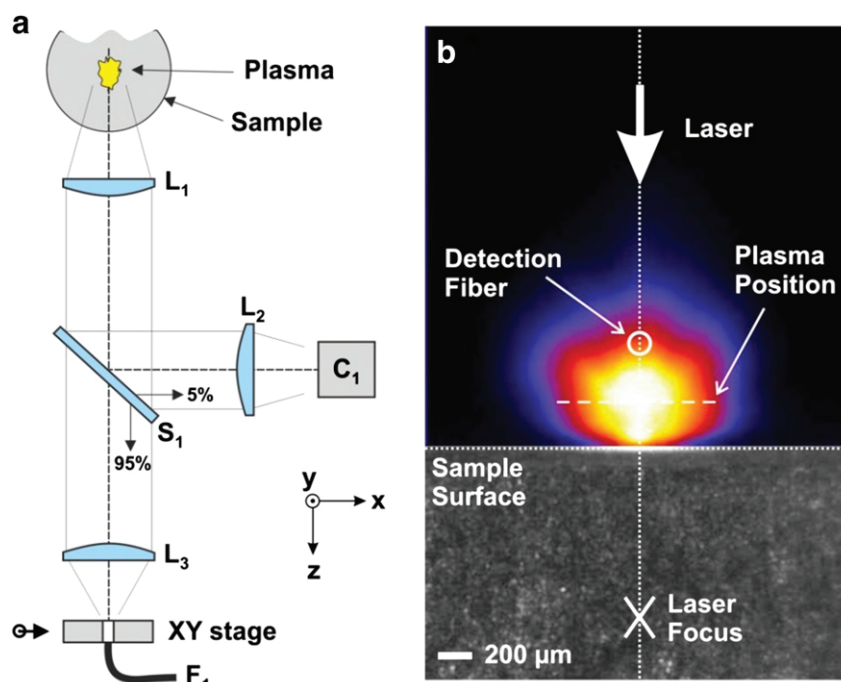 a
Plasma
Sample
L₁
L₂
C₁
5%
S₁
95%
y
x
z
L₃
XY stage
F₁
b
Laser
Detection
Fiber
Plasma
Position
Sample
Surface
Laser
Focus
200 µm